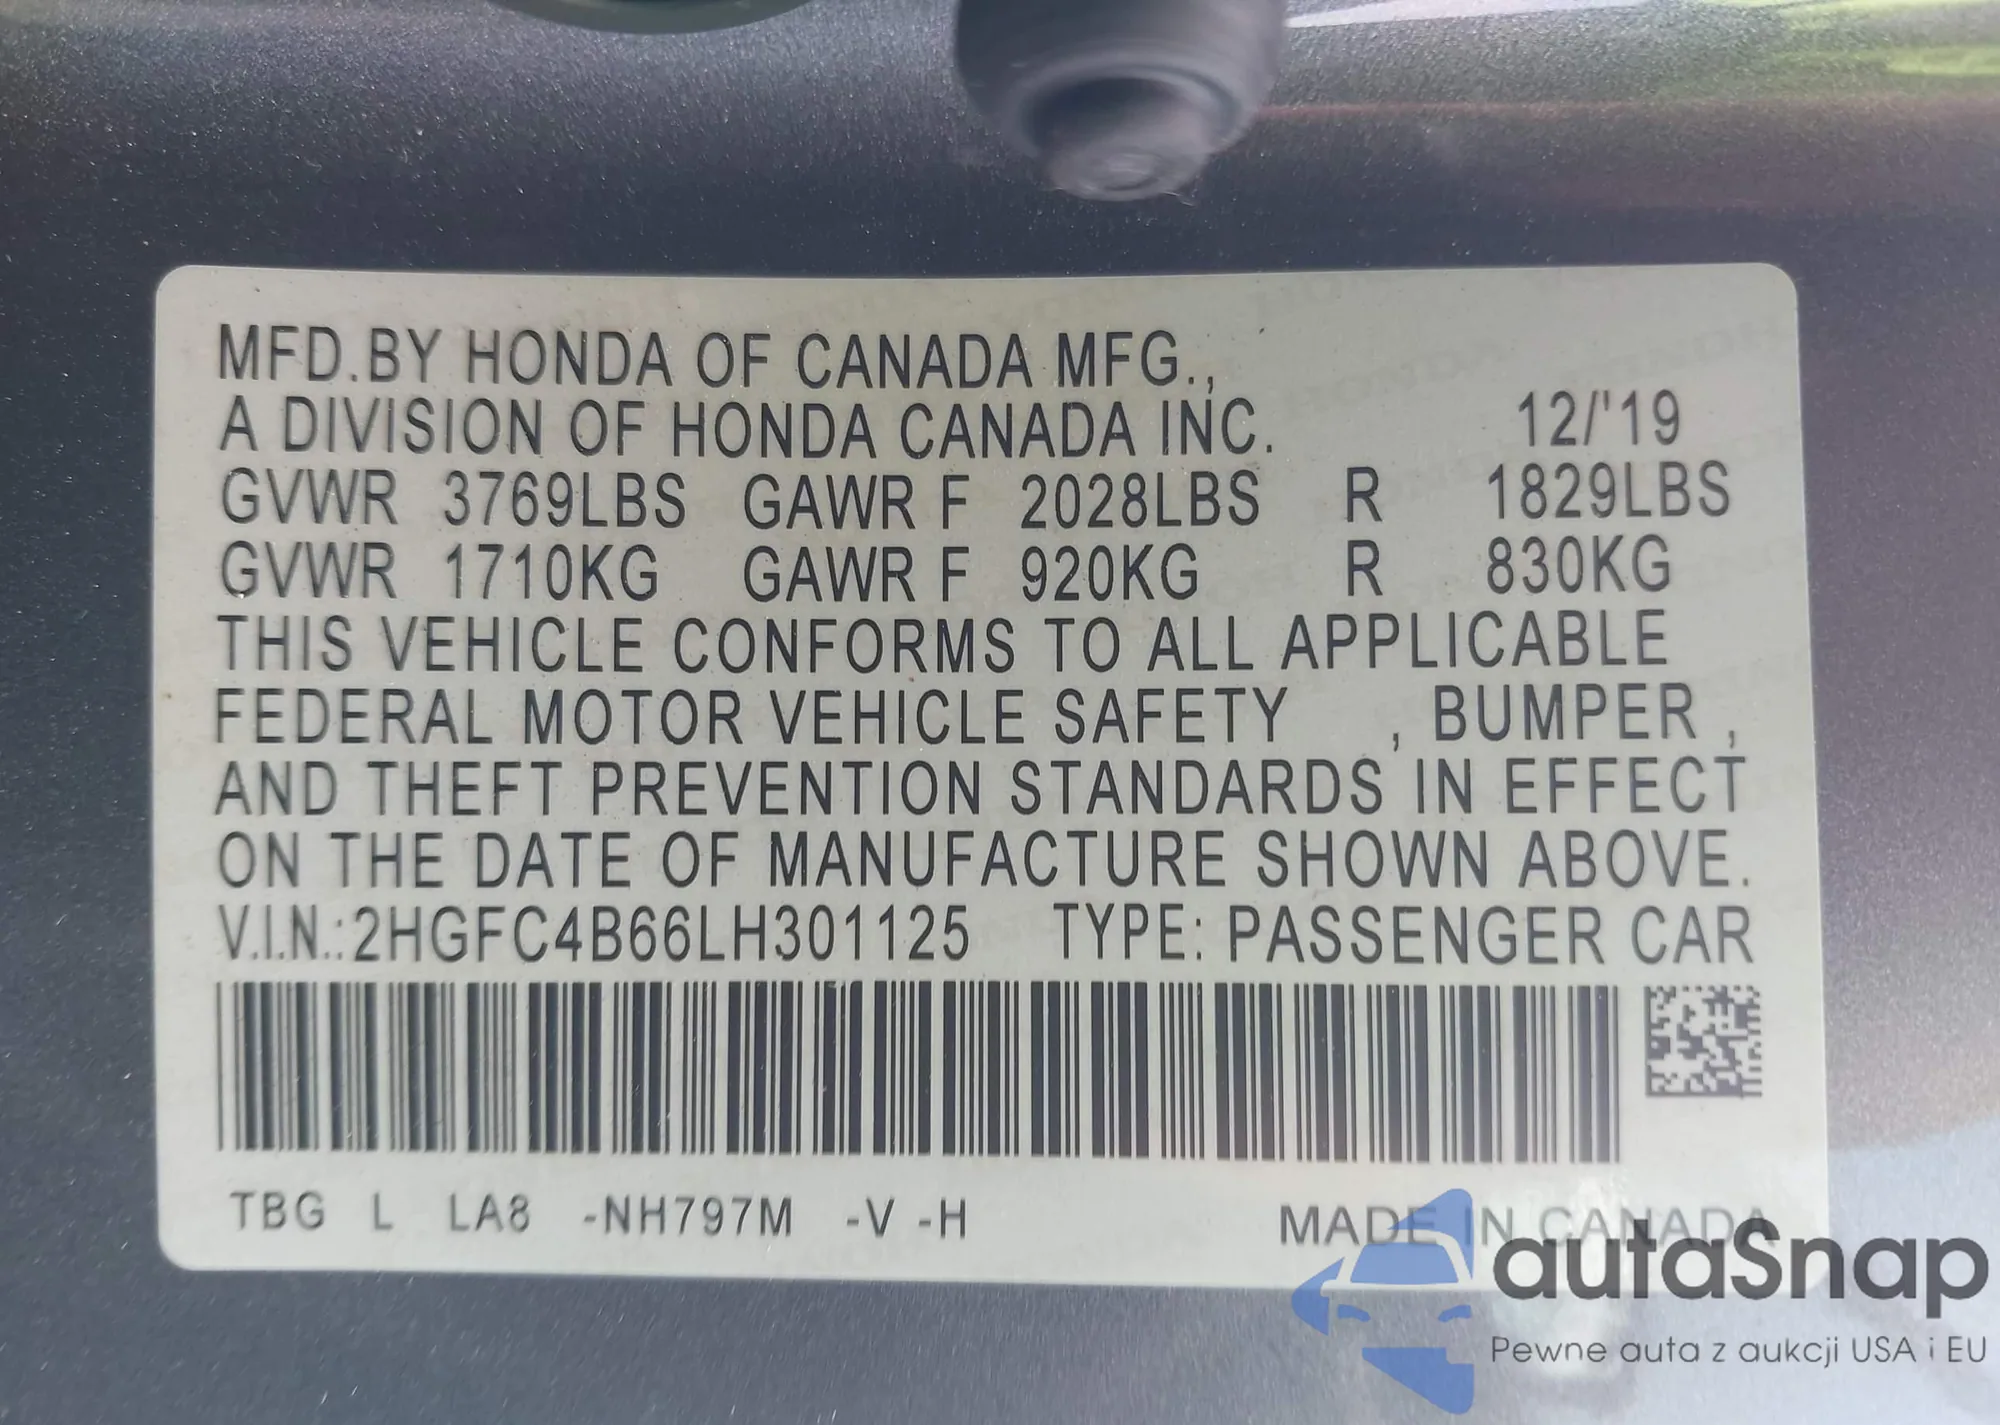 MFD.BY HONDA OF CANADA MFG.,
A DIVISION OF HONDA CANADA INC. 12/'19
GVWR 3769LBS GAWR F 2028LBS R 1829LBS
GVWR 1710KG GAWR F 920KG R 830KG
THIS VEHICLE CONFORMS TO ALL APPLICABLE
FEDERAL MOTOR VEHICLE SAFETY , BUMPER ,
AND THEFT PREVENTION STANDARDS IN EFFECT
ON THE DATE OF MANUFACTURE SHOWN ABOVE.
V.I.N.:2HGFC4B66LH301125 TYPE: PASSENGER CAR
TBG L LA8 -NH797M -V -H MADE IN CANADA
autaSnap
Pewne auta z aukcji USA i EU